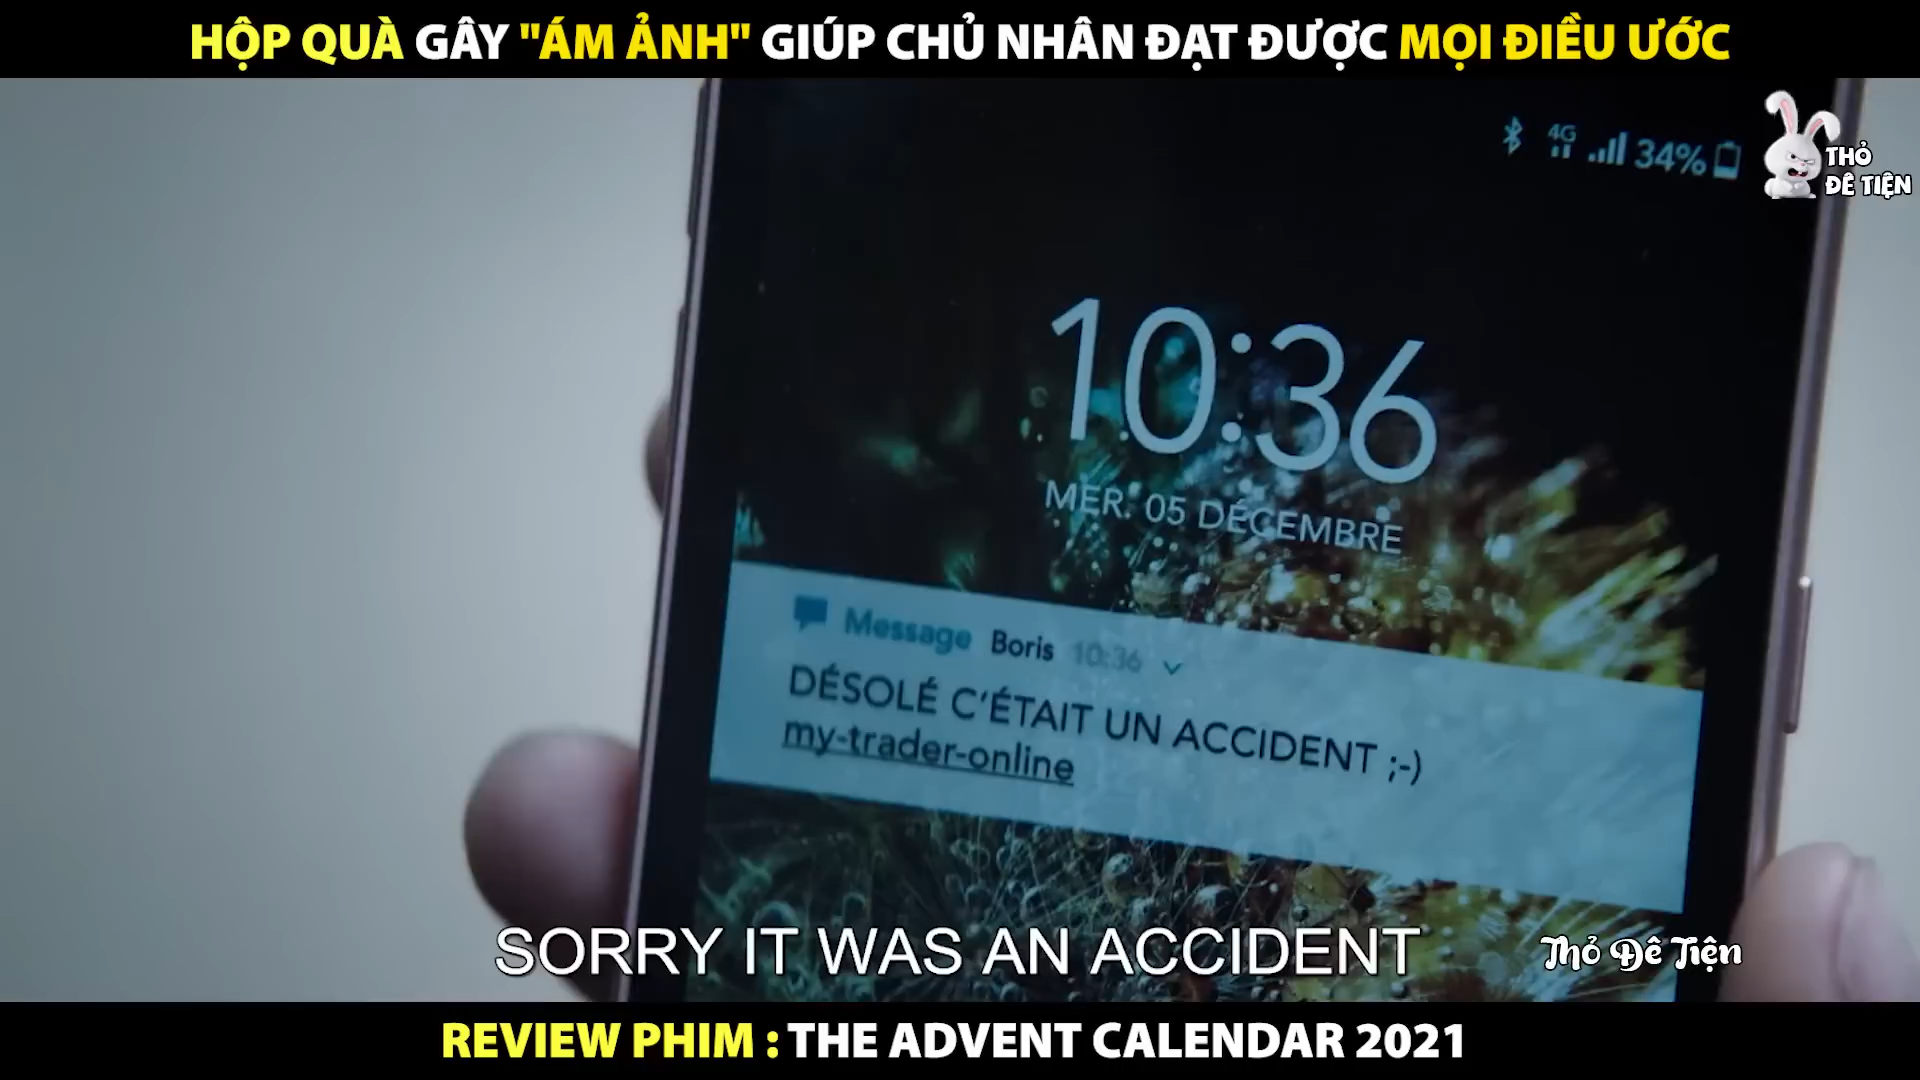 HỘP QUÀ GÂY "ÁM ẢNH" GIÚP CHỦ NHÂN ĐẠT ĐƯỢC MỌI ĐIỀU ƯỚC
4G 34%
THỎ
ĐÊ TIỆN
10:36
MER. 05 DÉCEMBRE
Message Boris 10:36
DÉSOLÉ C'ÉTAIT UN ACCIDENT ;-)
my-trader-online
SORRY IT WAS AN ACCIDENT
Thỏ Đê Tiện
REVIEW PHIM : THE ADVENT CALENDAR 2021